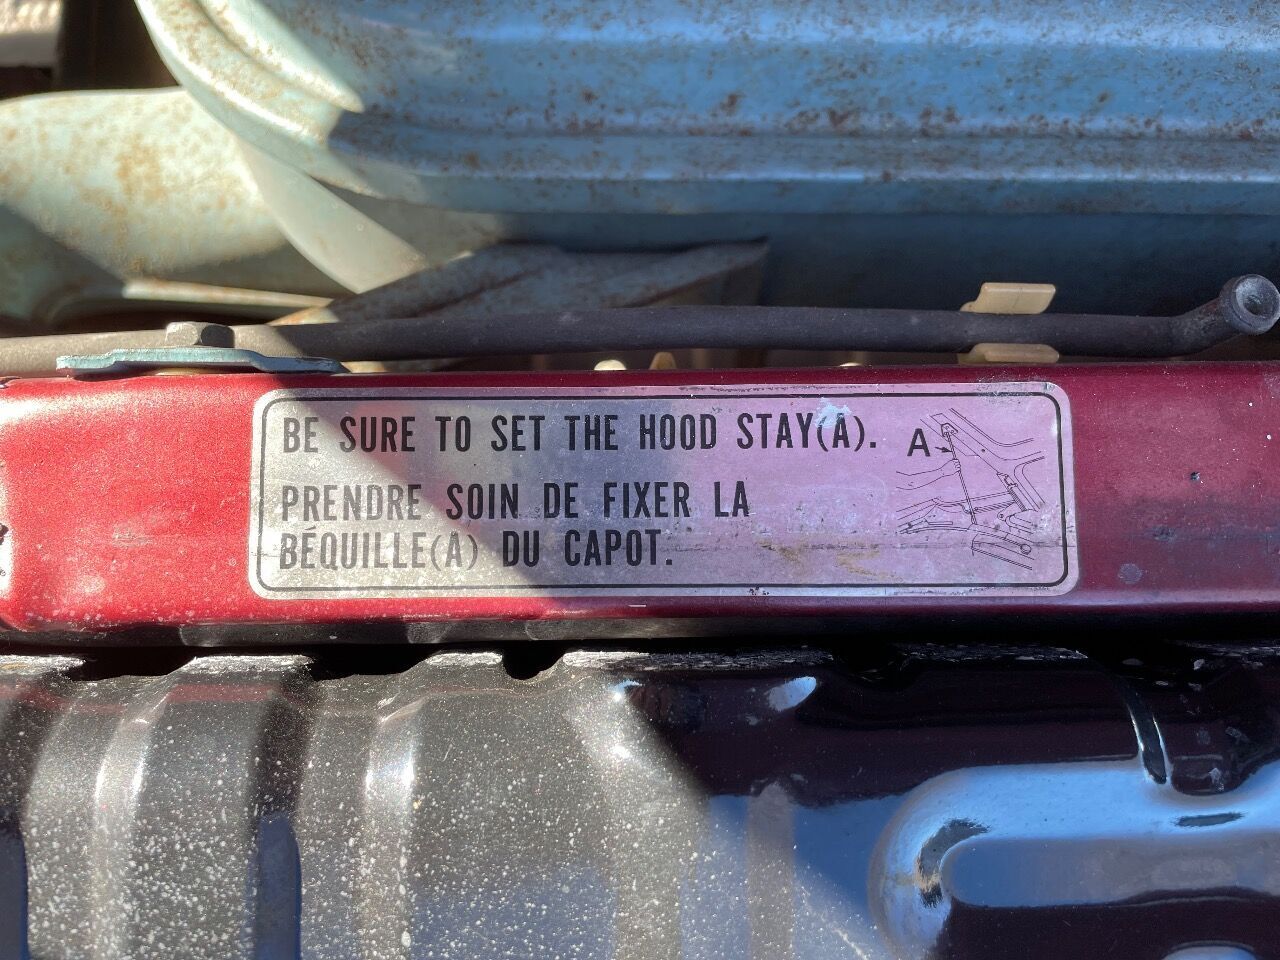 BE SURE TO SET THE HOOD STAY(A).
A
PRENDRE SOIN DE FIXER LA
BÉQUILLE(A) DU CAPOT.